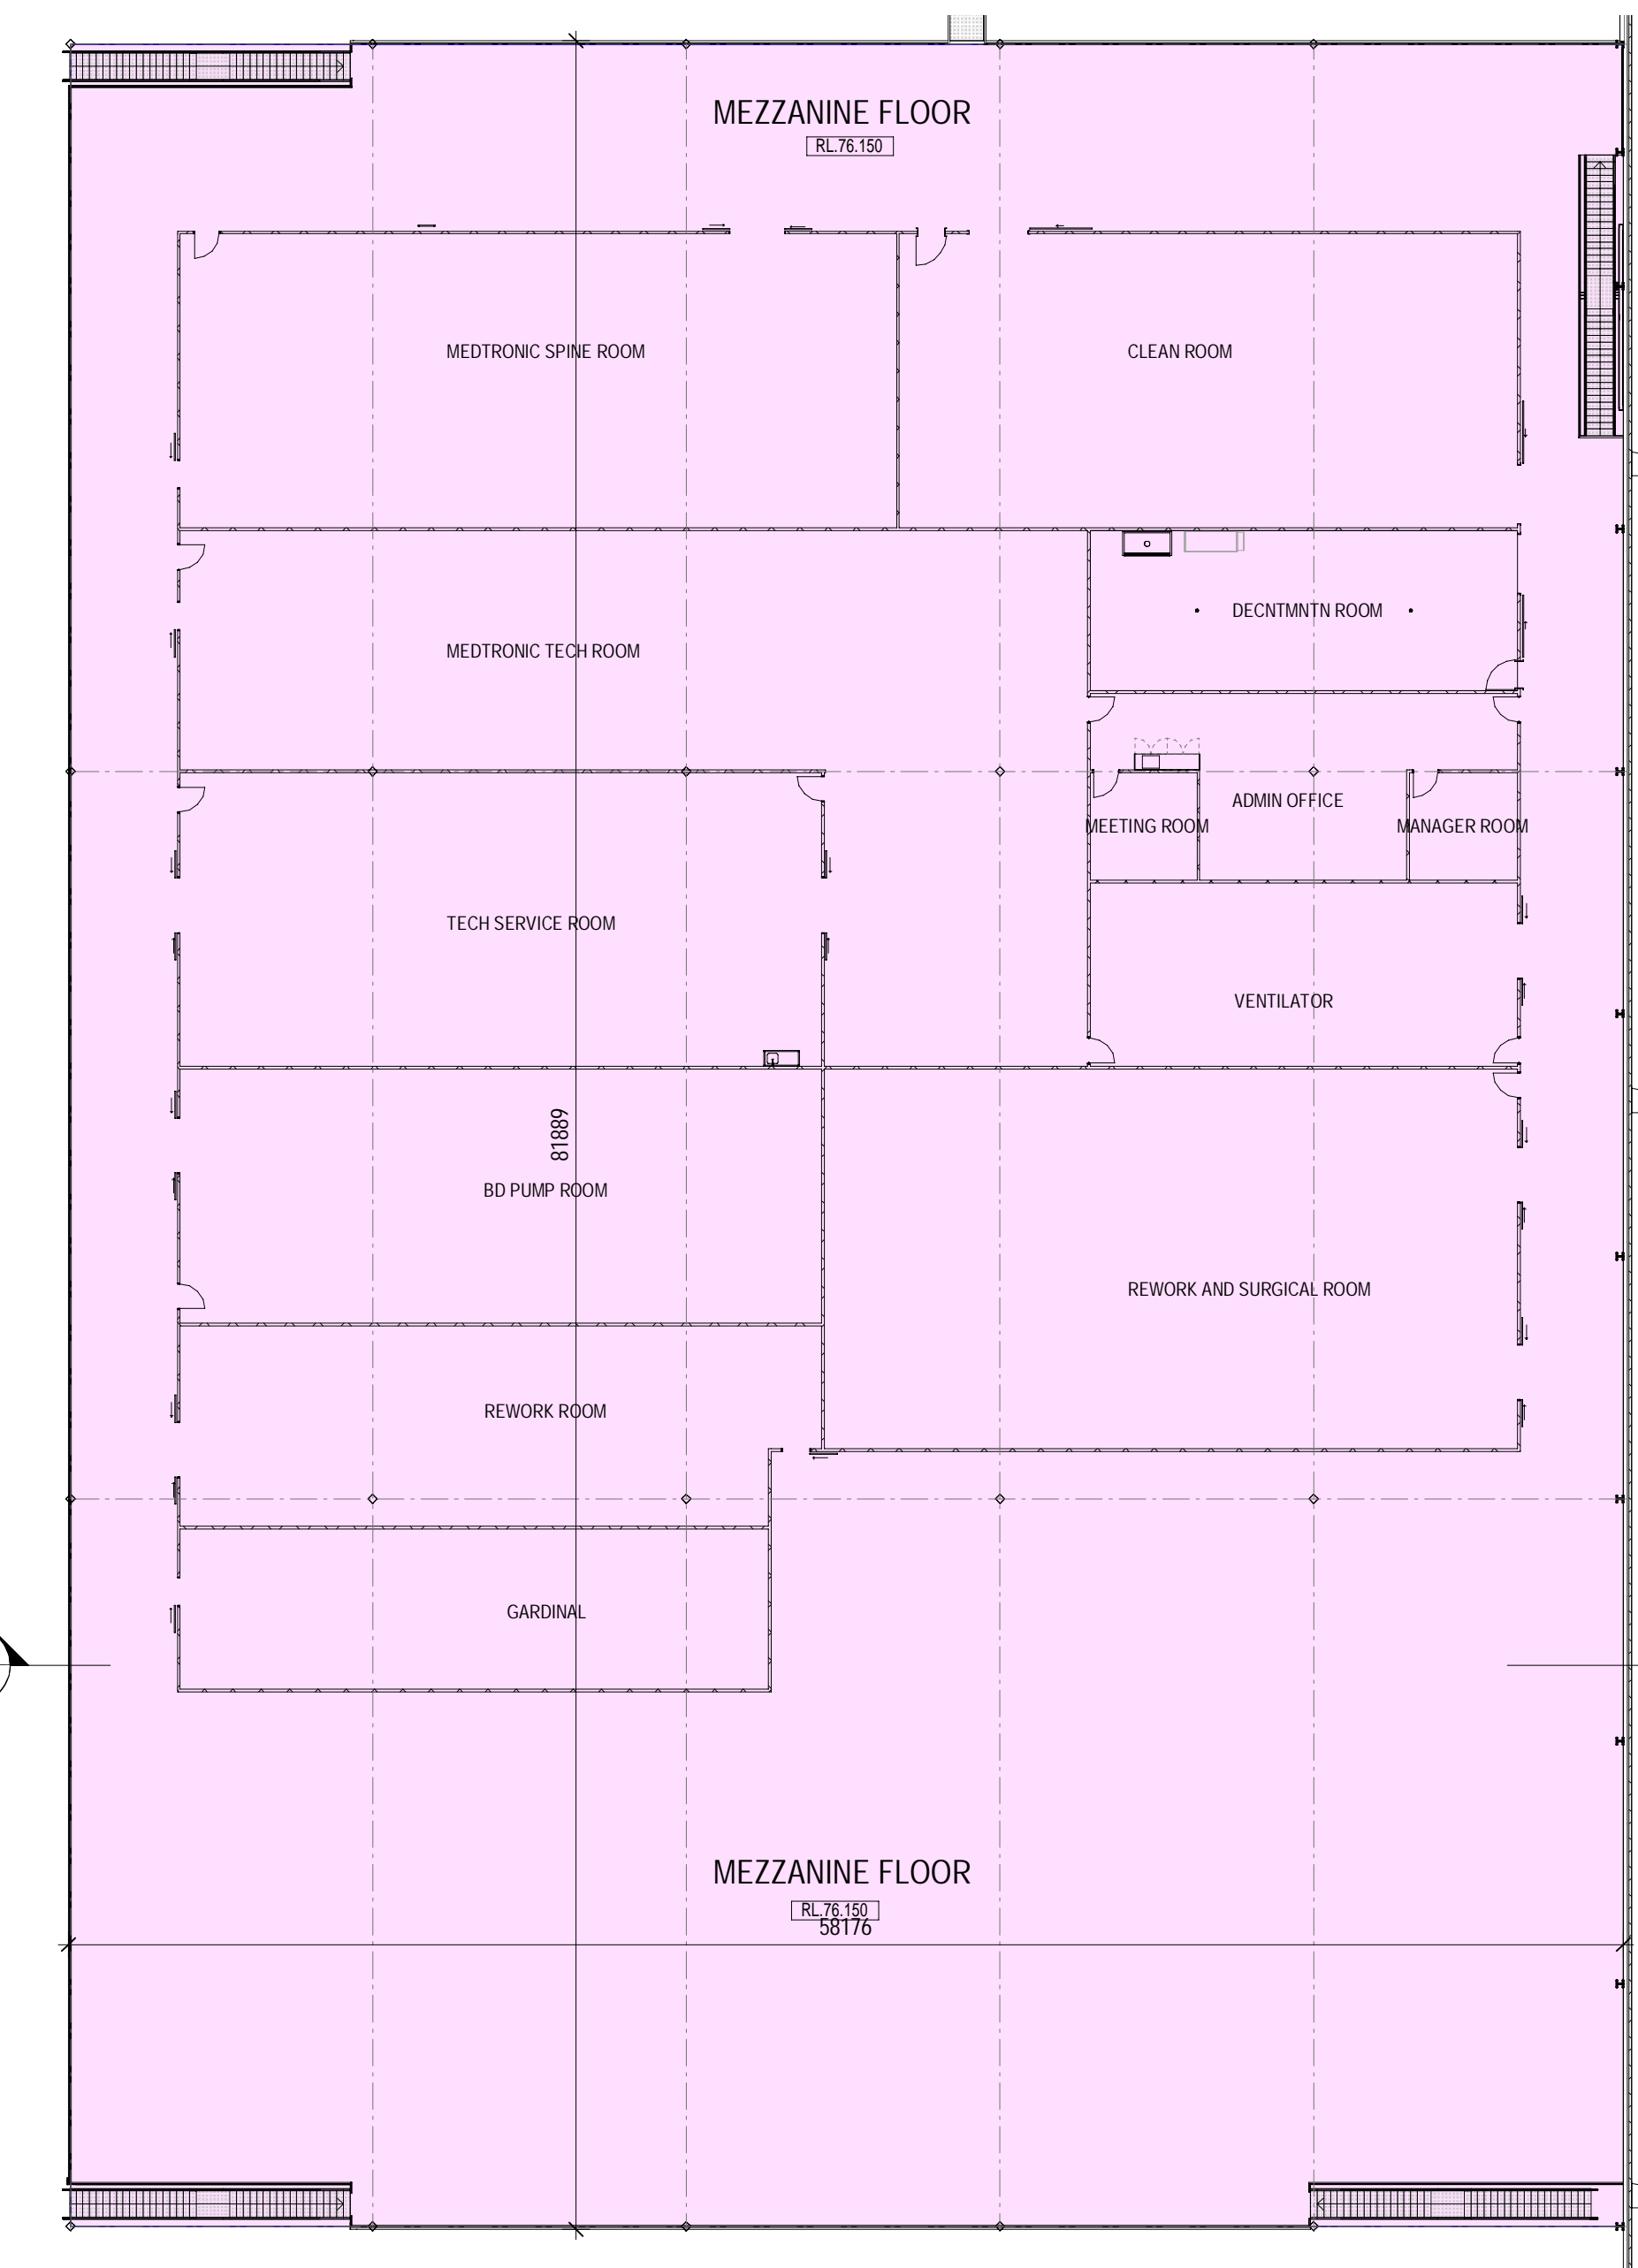 MEZZANINE FLOOR
RL.76.150
MEDTRONIC SPINE ROOM
CLEAN ROOM
DECNTMNTN ROOM
MEDTRONIC TECH ROOM
ADMIN OFFICE
MEETING ROOM
MANAGER ROOM
TECH SERVICE ROOM
VENTILATOR
81889
BD PUMP ROOM
REWORK AND SURGICAL ROOM
REWORK ROOM
GARDINAL
MEZZANINE FLOOR
RL.76.150
58176